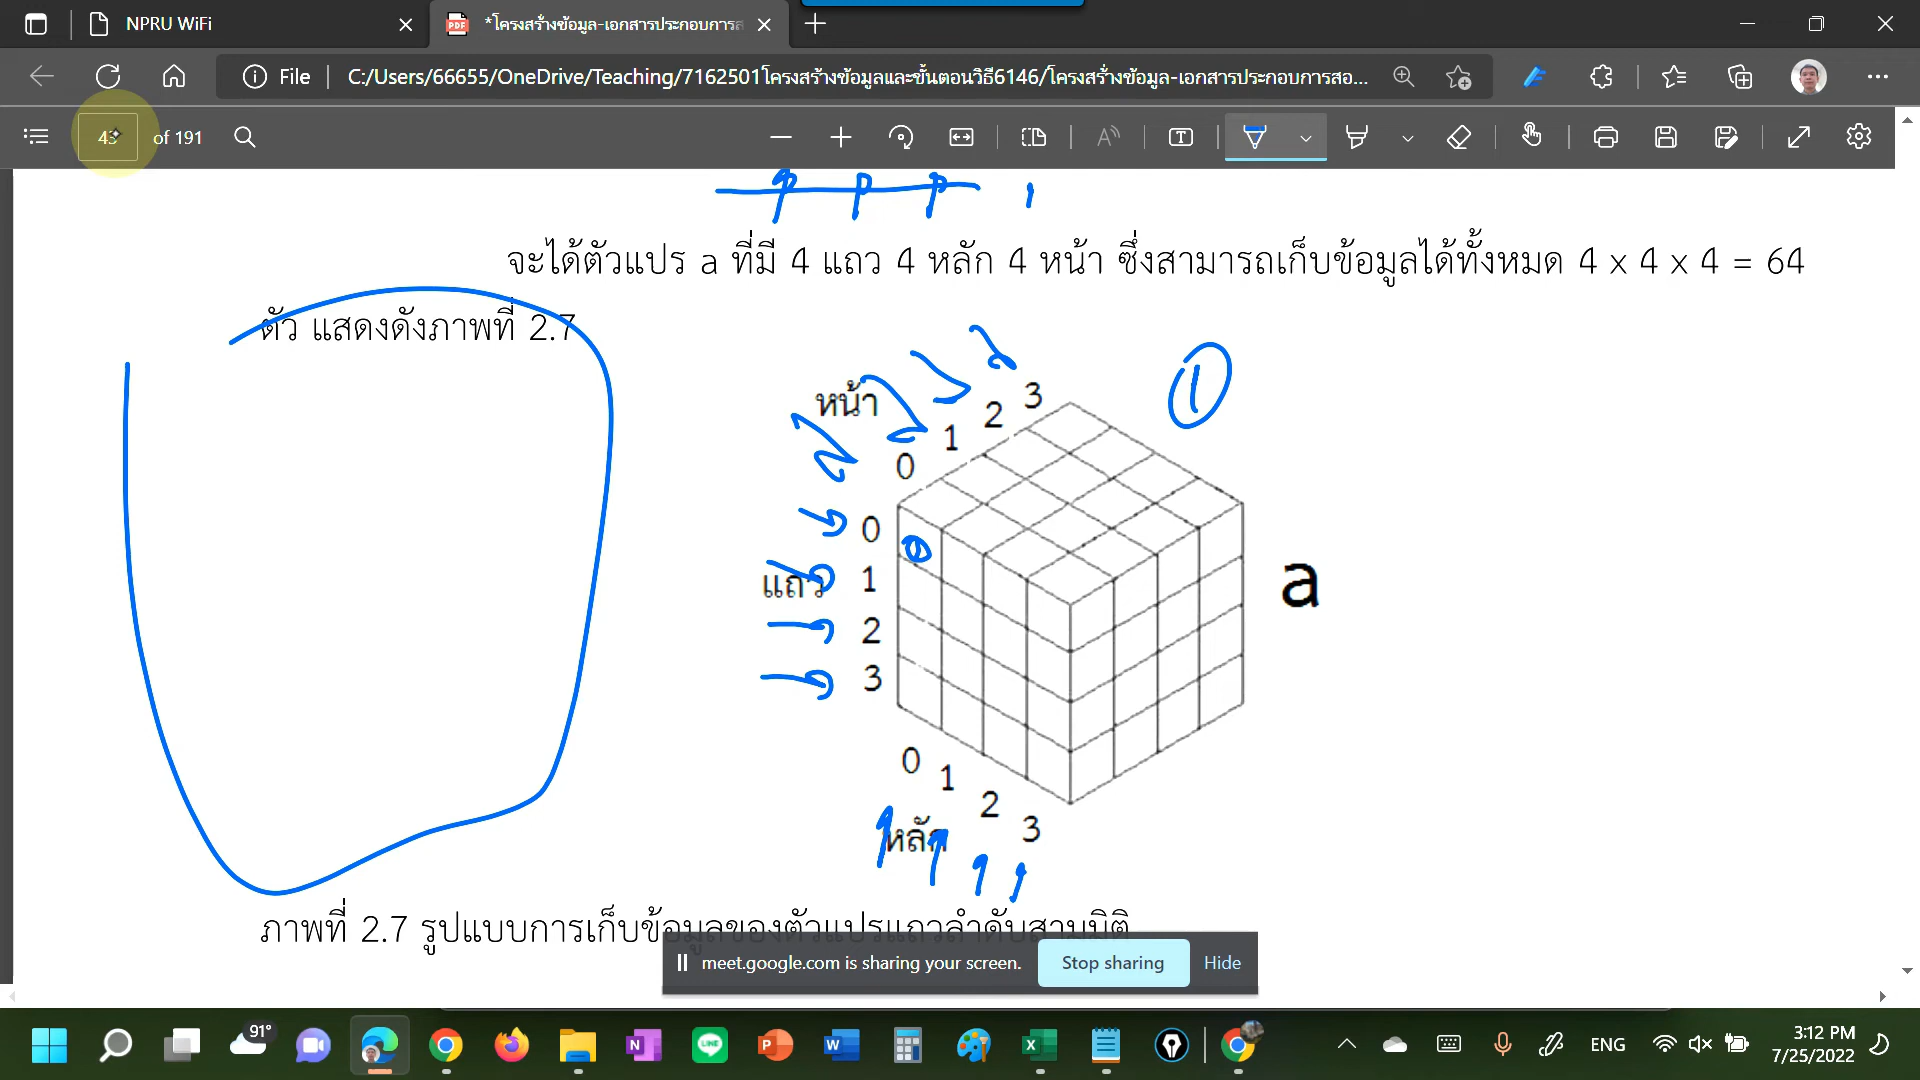 NPRU WiFi
*โครงสร้างข้อมูล-เอกสารประกอบการส
File
C:/Users/66655/OneDrive/Teaching/7162501โครงสร้างข้อมูลและขั้นตอนวิธี6146/โครงสร้างข้อมูล-เอกสารประกอบการสอ...
of 191
จะได้ตัวแปร a ที่มี 4 แถว 4 หลัก 4 หน้า ซึ่งสามารถเก็บข้อมูลได้ทั้งหมด 4 x 4 x 4 = 64
ตัว แสดงดังภาพที่ 2.7
หน้า
0 1 2 3
1
แถว
0
1
2
3
a
0 1 2 3
หลัก
ภาพที่ 2.7 รูปแบบการเก็บข้อมูลของตัวแปรแถวลำดับสามมิติ
meet.google.com is sharing your screen.
Stop sharing
Hide
91°
ENG
3:12 PM
7/25/2022